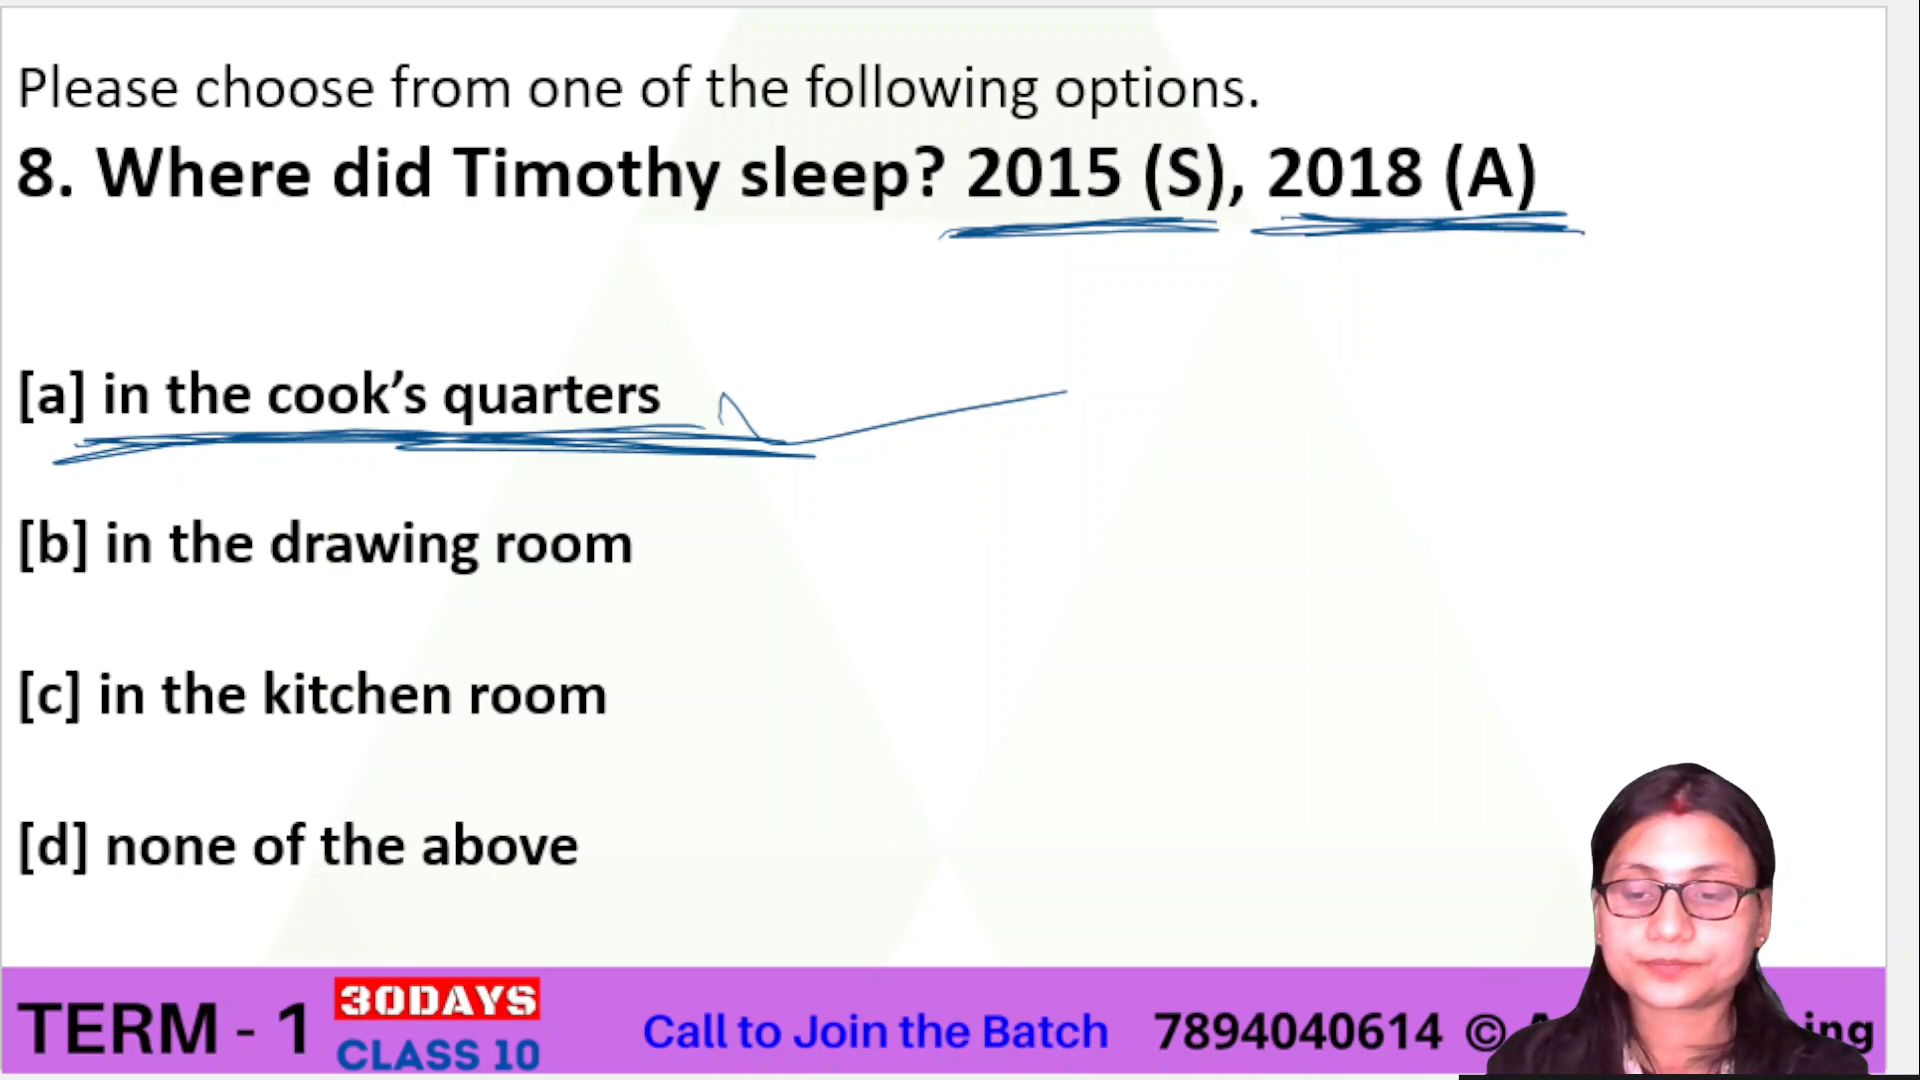 Please choose from one of the following options.
8. Where did Timothy sleep? 2015 (S), 2018 (A)
[a] in the cook’s quarters
[b] in the drawing room
[c] in the kitchen room
[d] none of the above
TERM - 1 30DAYS CLASS 10 Call to Join the Batch 7894040614 ©